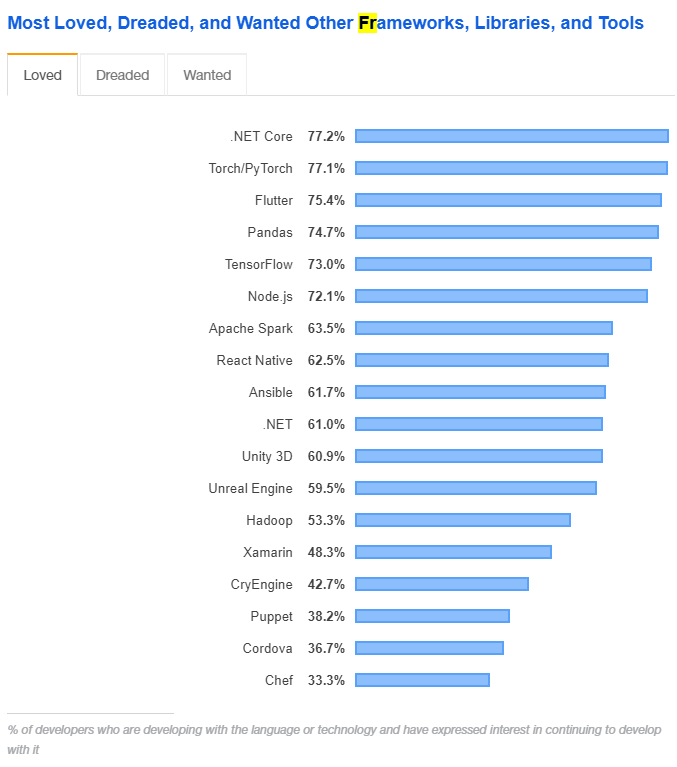 Most Loved, Dreaded, and Wanted Other Frameworks, Libraries, and Tools
Loved Dreaded Wanted
.NET Core 77.2%
Torch/PyTorch 77.1%
Flutter 75.4%
Pandas 74.7%
TensorFlow 73.0%
Node.js 72.1%
Apache Spark 63.5%
React Native 62.5%
Ansible 61.7%
.NET 61.0%
Unity 3D 60.9%
Unreal Engine 59.5%
Hadoop 53.3%
Xamarin 48.3%
CryEngine 42.7%
Puppet 38.2%
Cordova 36.7%
Chef 33.3%
% of developers who are developing with the language or technology and have expressed interest in continuing to develop
with it